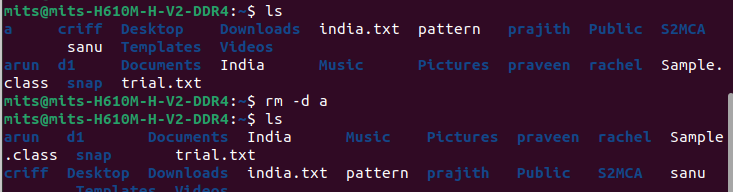 mits@mits-H610M-H-V2-DDR4:~$ ls
a criff Desktop Downloads india.txt pattern prajith Public S2MCA
sanu Templates Videos
arun d1 Documents India Music Pictures praveen rachel Sample.
class snap trial.txt
mits@mits-H610M-H-V2-DDR4:~$ rm -d a
mits@mits-H610M-H-V2-DDR4:~$ ls
arun d1 Documents India Music Pictures praveen rachel Sample
.class snap trial.txt
criff Desktop Downloads india.txt pattern prajith Public S2MCA sanu
Templates Videos